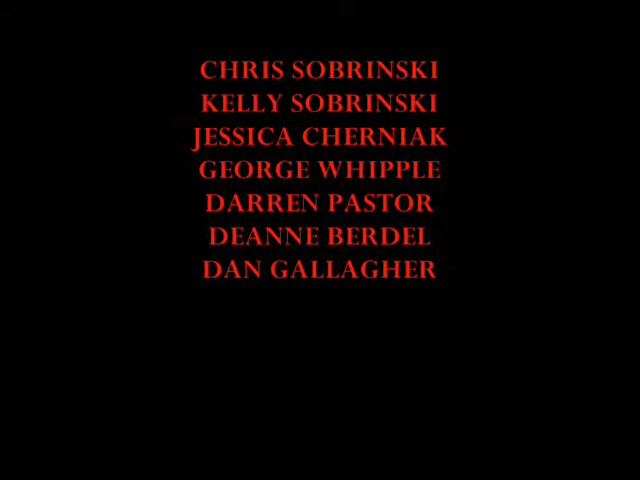 CHRIS SOBRINSKI
KELLY SOBRINSKI
JESSICA CHERNIAK
GEORGE WHIPPLE
DARREN PASTOR
DEANNE BERDEL
DAN GALLAGHER